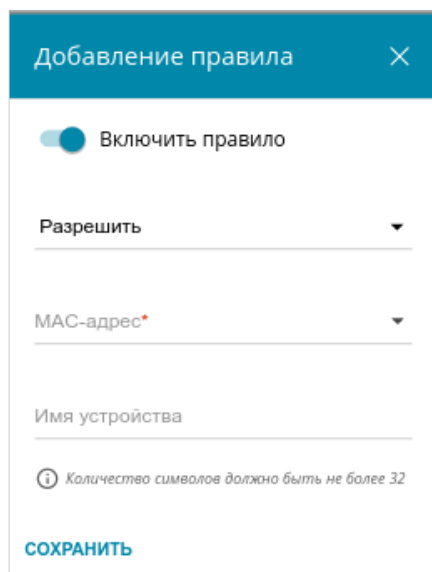 Добавление правила
Включить правило
Разрешить
MAC-адрес*
Имя устройства
Количество символов должно быть не более 32
СОХРАНИТЬ